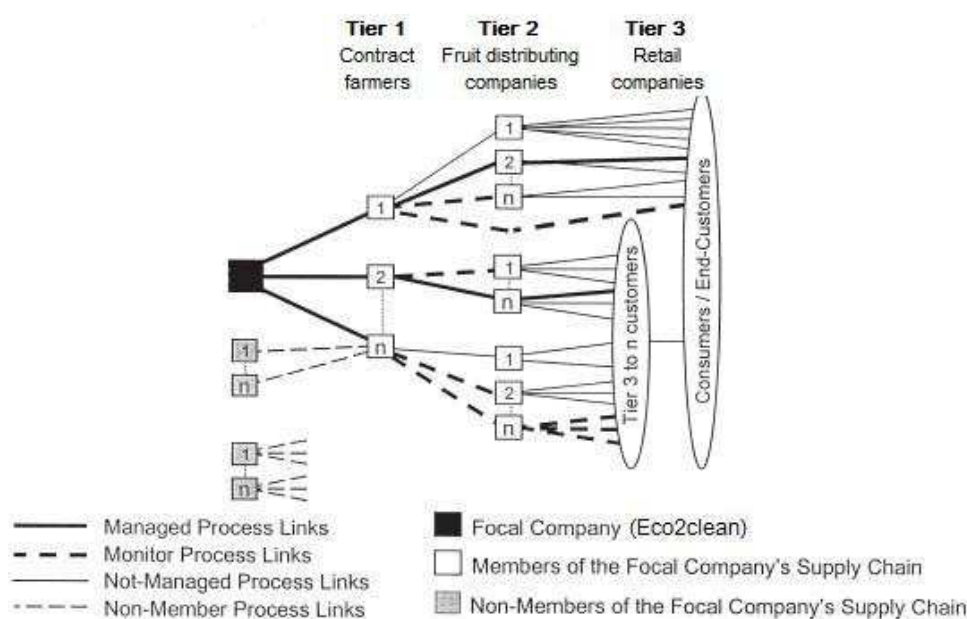 Tier 1 Tier 2 Tier 3
Contract Fruit distributing Retail
farmers companies companies
1
2
n
1
1
2
n
1
n
1
n
1
2
n
2
n
1
n
Tier 3 to n customers
Consumers / End-Customers
Managed Process Links
Monitor Process Links
Not-Managed Process Links
Non-Member Process Links
Focal Company (Eco2clean)
Members of the Focal Company's Supply Chain
Non-Members of the Focal Company's Supply Chain